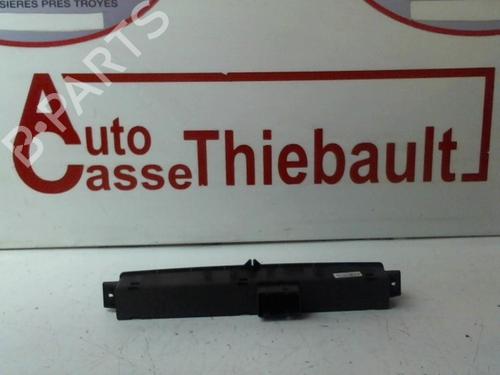 SIERES PRES TROYES
B-PARTS
Auto
Casse Thiebault